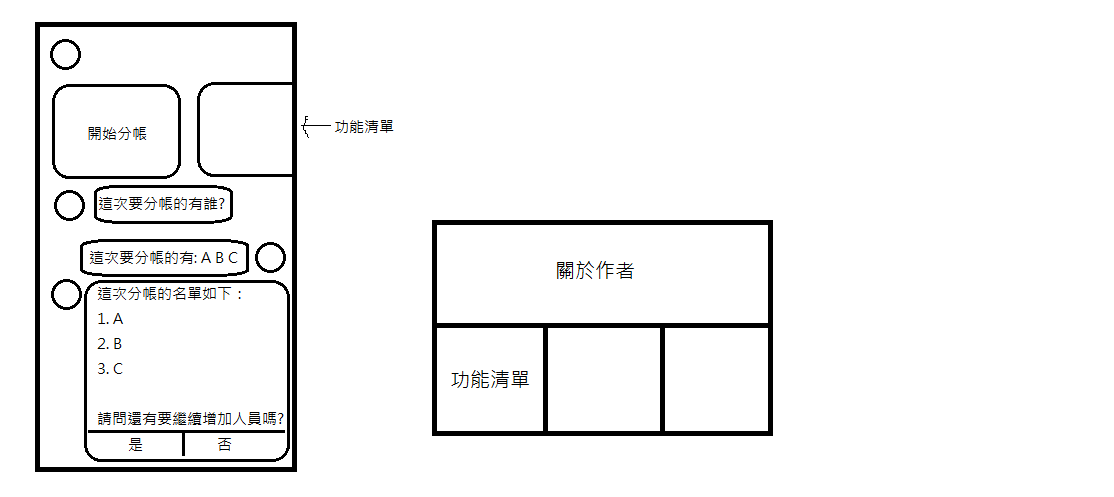 開始分帳
功能清單
這次要分帳的有誰?
這次要分帳的有: A B C
這次分帳的名單如下：
1. A
2. B
3. C
請問還有要繼續增加人員嗎?
是
否
關於作者
功能清單